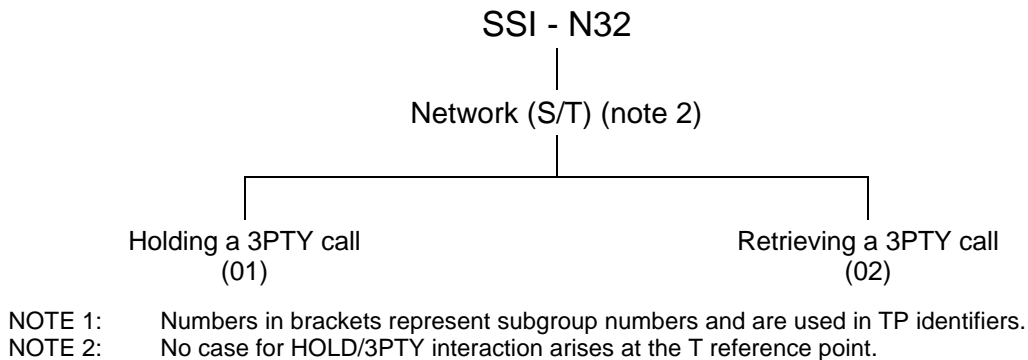 SSI - N32
Network (S/T) (note 2)
Holding a 3PTY call
(01)
Retrieving a 3PTY call
(02)
NOTE 1: Numbers in brackets represent subgroup numbers and are used in TP identifiers.
NOTE 2: No case for HOLD/3PTY interaction arises at the T reference point.